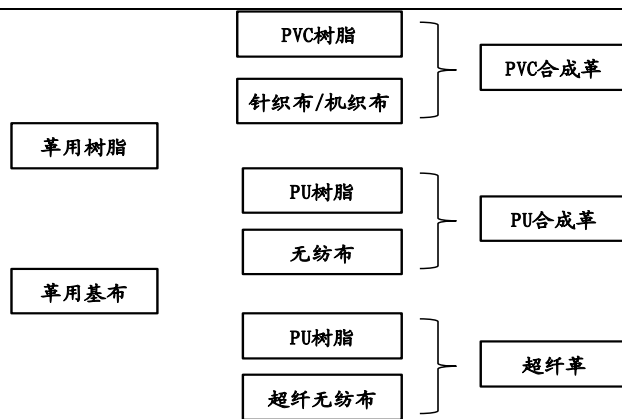 PVC树脂
PVC合成革
针织布/机织布
革用树脂
PU树脂
PU合成革
无纺布
革用基布
PU树脂
超纤革
超纤无纺布